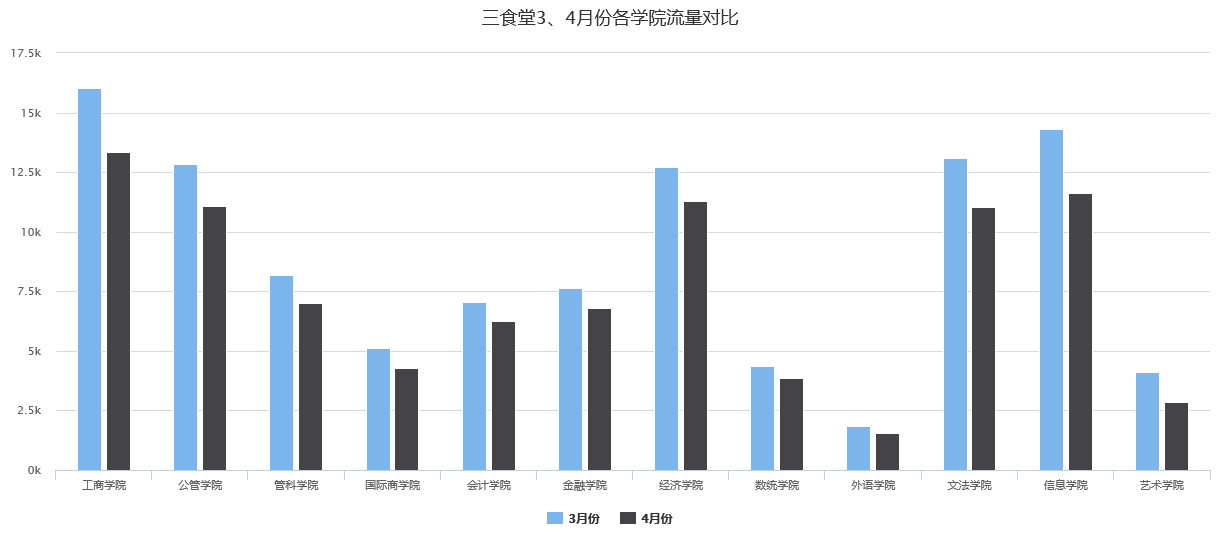 三食堂3、4月份各学院流量对比
17.5k
15k
12.5k
10k
7.5k
5k
2.5k
0k
工商学院 公管学院 管科学院 国际商学院 会计学院 金融学院 经济学院 数统学院 外语学院 文法学院 信息学院 艺术学院
3月份 4月份